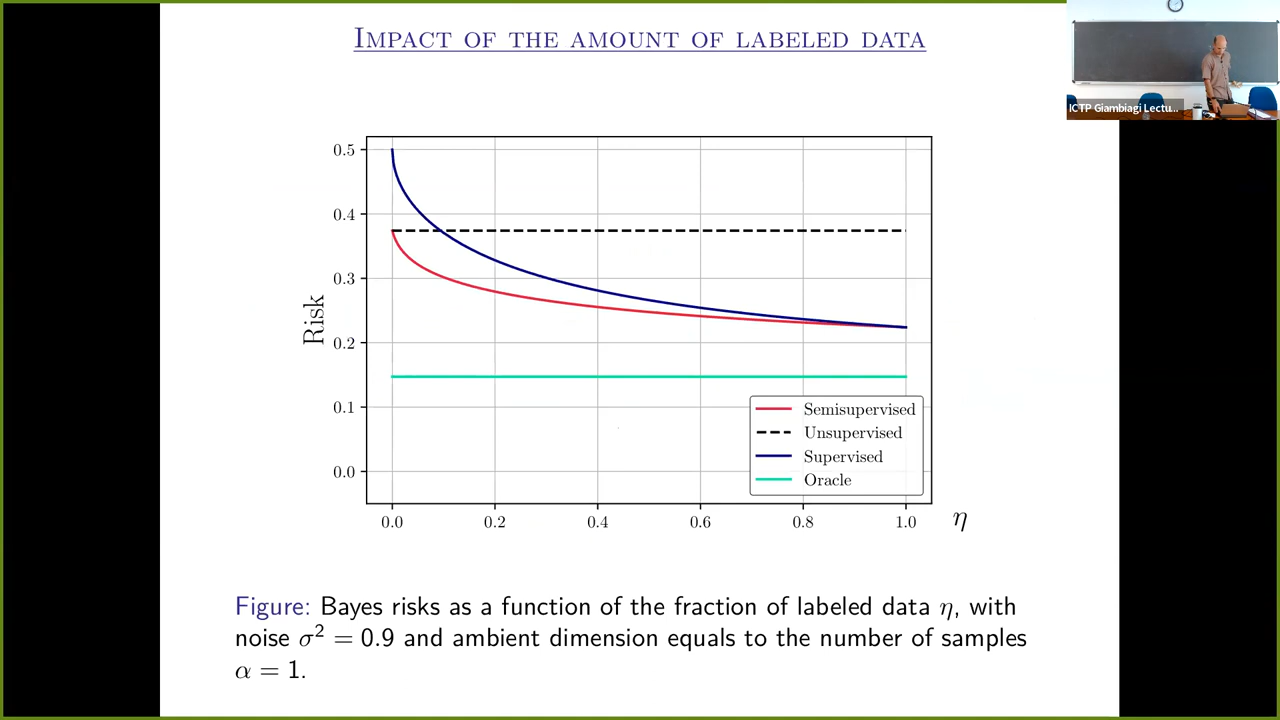 IMPACT OF THE AMOUNT OF LABELED DATA
ICTP Giambiagi Lectu...
0.5
0.4
0.3
0.2
0.1
0.0
Risk
Semisupervised
Unsupervised
Supervised
Oracle
0.0 0.2 0.4 0.6 0.8 1.0 η
Figure: Bayes risks as a function of the fraction of labeled data η, with
noise σ² = 0.9 and ambient dimension equals to the number of samples
α = 1.